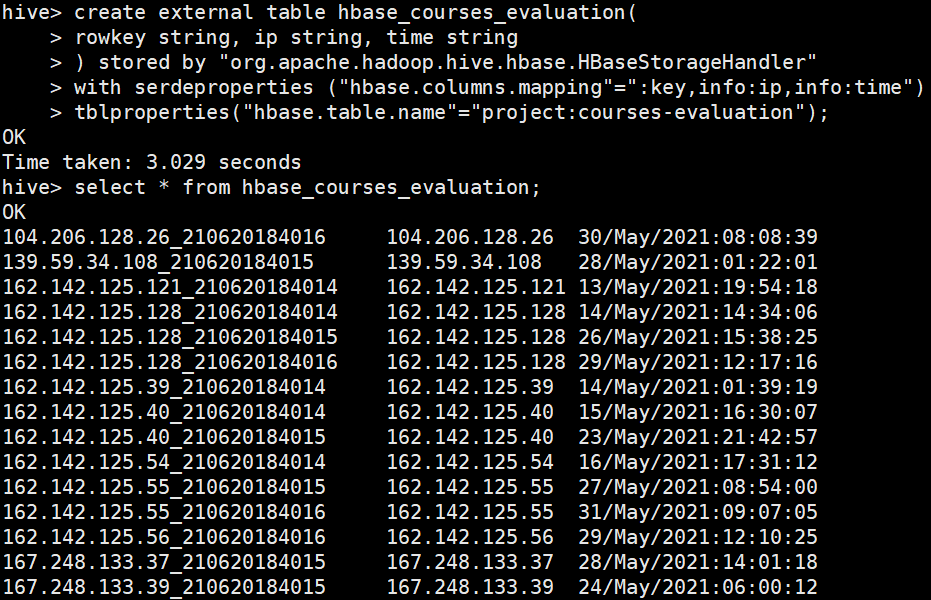 hive> create external table hbase_courses_evaluation(
    > rowkey string, ip string, time string
    > ) stored by "org.apache.hadoop.hive.hbase.HBaseStorageHandler"
    > with serdeproperties ("hbase.columns.mapping"=":key,info:ip,info:time")
    > tblproperties("hbase.table.name"="project:courses-evaluation");
OK
Time taken: 3.029 seconds
hive> select * from hbase_courses_evaluation;
OK
104.206.128.26_210620184016     104.206.128.26  30/May/2021:08:08:39
139.59.34.108_210620184015      139.59.34.108   28/May/2021:01:22:01
162.142.125.121_210620184014    162.142.125.121 13/May/2021:19:54:18
162.142.125.128_210620184014    162.142.125.128 14/May/2021:14:34:06
162.142.125.128_210620184015    162.142.125.128 26/May/2021:15:38:25
162.142.125.128_210620184016    162.142.125.128 29/May/2021:12:17:16
162.142.125.39_210620184014     162.142.125.39  14/May/2021:01:39:19
162.142.125.40_210620184014     162.142.125.40  15/May/2021:16:30:07
162.142.125.40_210620184015     162.142.125.40  23/May/2021:21:42:57
162.142.125.54_210620184014     162.142.125.54  16/May/2021:17:31:12
162.142.125.55_210620184015     162.142.125.55  27/May/2021:08:54:00
162.142.125.55_210620184016     162.142.125.55  31/May/2021:09:07:05
162.142.125.56_210620184016     162.142.125.56  29/May/2021:12:10:25
167.248.133.37_210620184015     167.248.133.37  28/May/2021:14:01:18
167.248.133.39_210620184015     167.248.133.39  24/May/2021:06:00:12